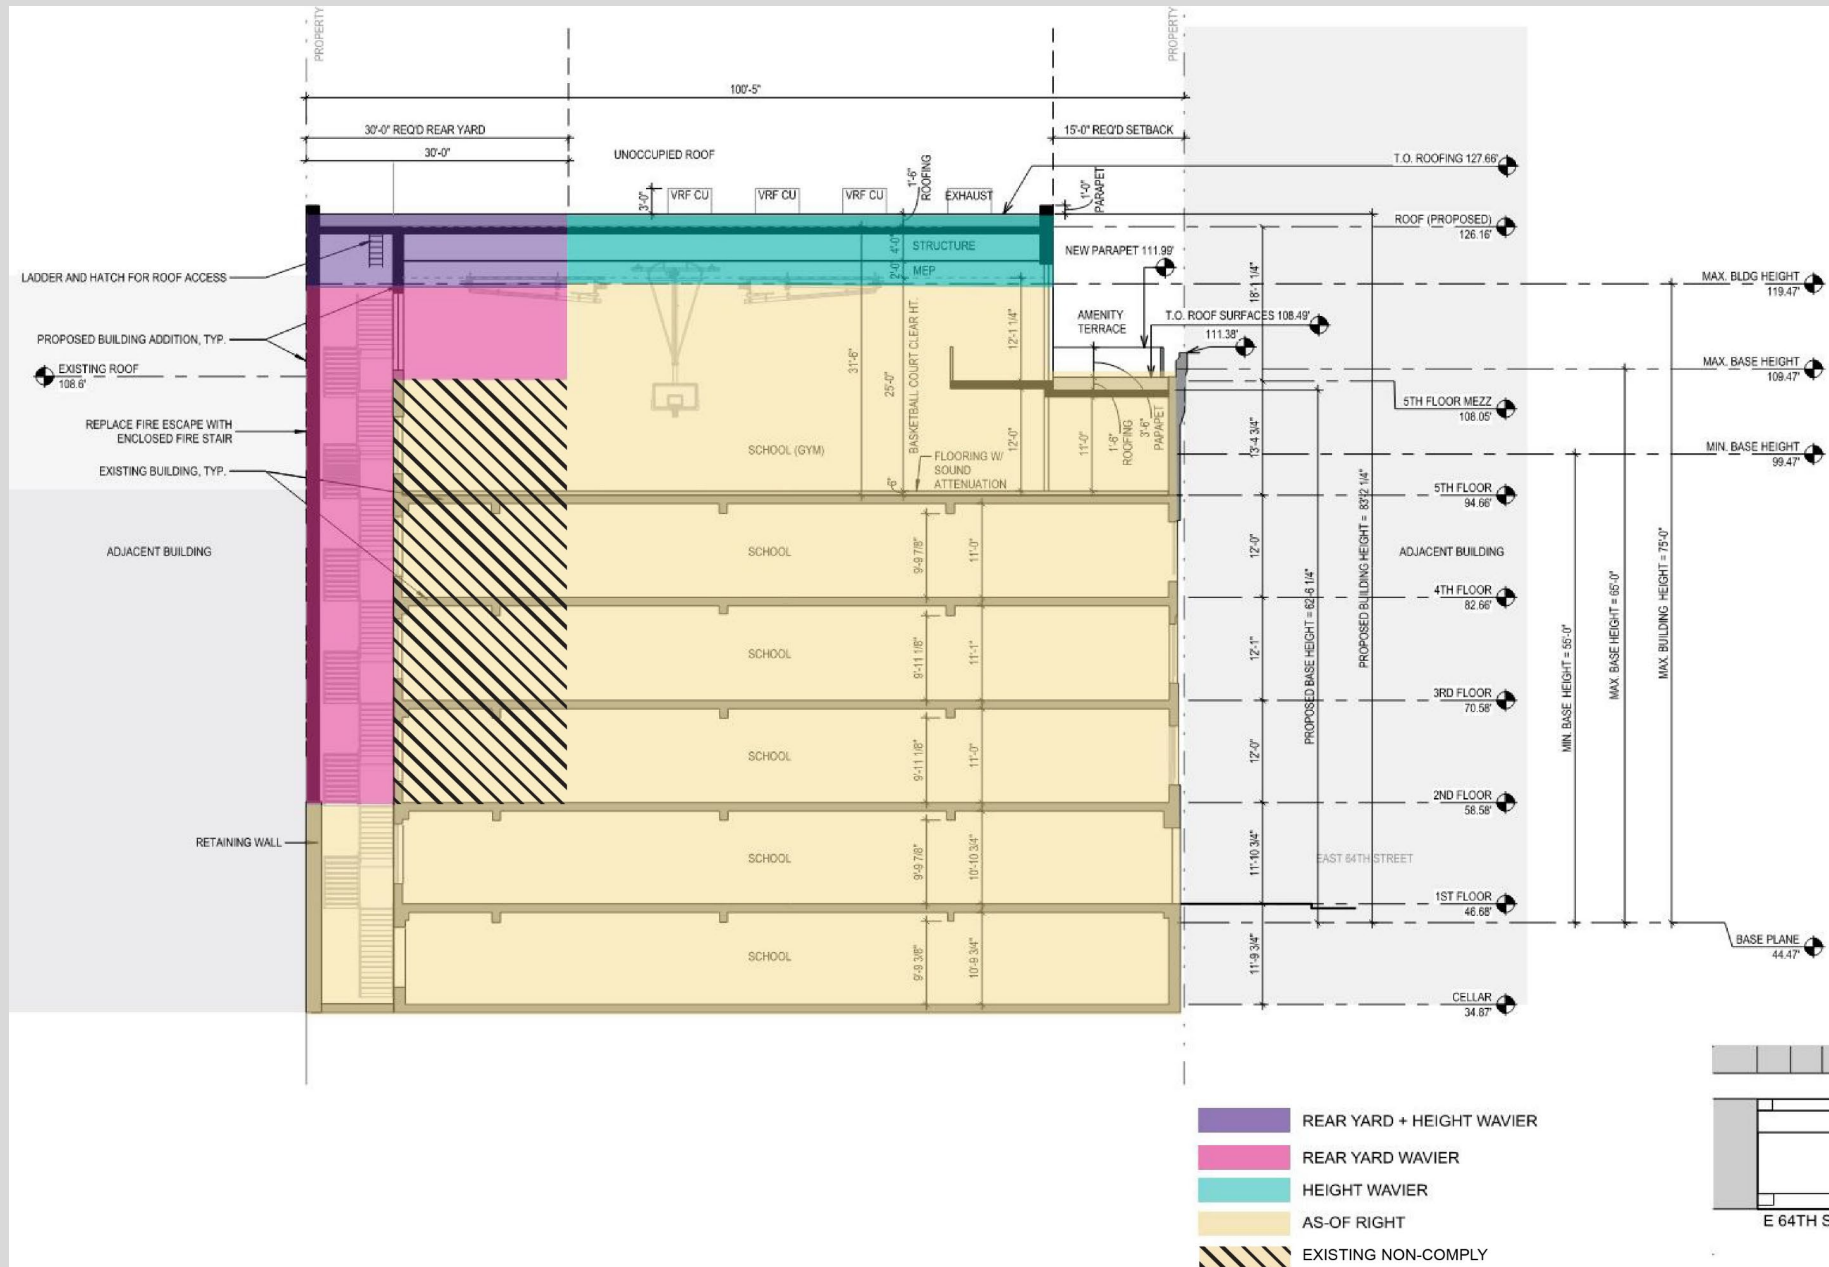 PROPERTY
PROPERTY
100'-5"
30'-0" REQ'D REAR YARD
15'-0" REQ'D SETBACK
30'-0"
UNOCCUPIED ROOF
T.O. ROOFING 127.66'
1'-6"
ROOFING
1'-0"
PARAPET
3'-0"
VRF CU
VRF CU
VRF CU
EXHAUST
ROOF (PROPOSED)
126.16'
4'-0"
STRUCTURE
NEW PARAPET 111.99'
2'-0"
MEP
LADDER AND HATCH FOR ROOF ACCESS
MAX. BLDG HEIGHT
119.47'
18'-1 1/4"
AMENITY
TERRACE
T.O. ROOF SURFACES 108.49'
111.38'
PROPOSED BUILDING ADDITION, TYP.
12'-1 1/4"
31'-6"
25'-0"
BASKETBALL COURT CLEAR HT.
EXISTING ROOF
108.6'
MAX. BASE HEIGHT
109.47'
5TH FLOOR MEZZ
108.05'
REPLACE FIRE ESCAPE WITH
ENCLOSED FIRE STAIR
SCHOOL (GYM)
12'-0"
11'-0"
1'-6"
ROOFING
3'-6"
PAPAPET
13'-4 3/4"
MIN. BASE HEIGHT
99.47'
FLOORING W/
SOUND
ATTENUATION
EXISTING BUILDING, TYP.
5TH FLOOR
94.66'
PROPOSED BASE HEIGHT = 62-6 1/4"
PROPOSED BUILDING HEIGHT = 83'-2 1/4"
MIN. BASE HEIGHT = 55'-0"
MAX. BASE HEIGHT = 65'-0"
MAX. BUILDING HEIGHT = 75'-0"
ADJACENT BUILDING
SCHOOL
9'-9 7/8"
11'-0"
12'-0"
ADJACENT BUILDING
4TH FLOOR
82.66'
SCHOOL
9'-11 1/8"
11'-1"
12'-1"
3RD FLOOR
70.58'
SCHOOL
9'-11 1/8"
11'-0"
12'-0"
2ND FLOOR
58.58'
RETAINING WALL
SCHOOL
9'-9 7/8"
10'-10 3/4"
11'-10 3/4"
EAST 64TH STREET
1ST FLOOR
46.68'
SCHOOL
9'-9 3/8"
10'-9 3/4"
11'-9 3/4"
BASE PLANE
44.47'
CELLAR
34.87'
REAR YARD + HEIGHT WAVIER
REAR YARD WAVIER
HEIGHT WAVIER
AS-OF RIGHT
EXISTING NON-COMPLY
E 64TH S